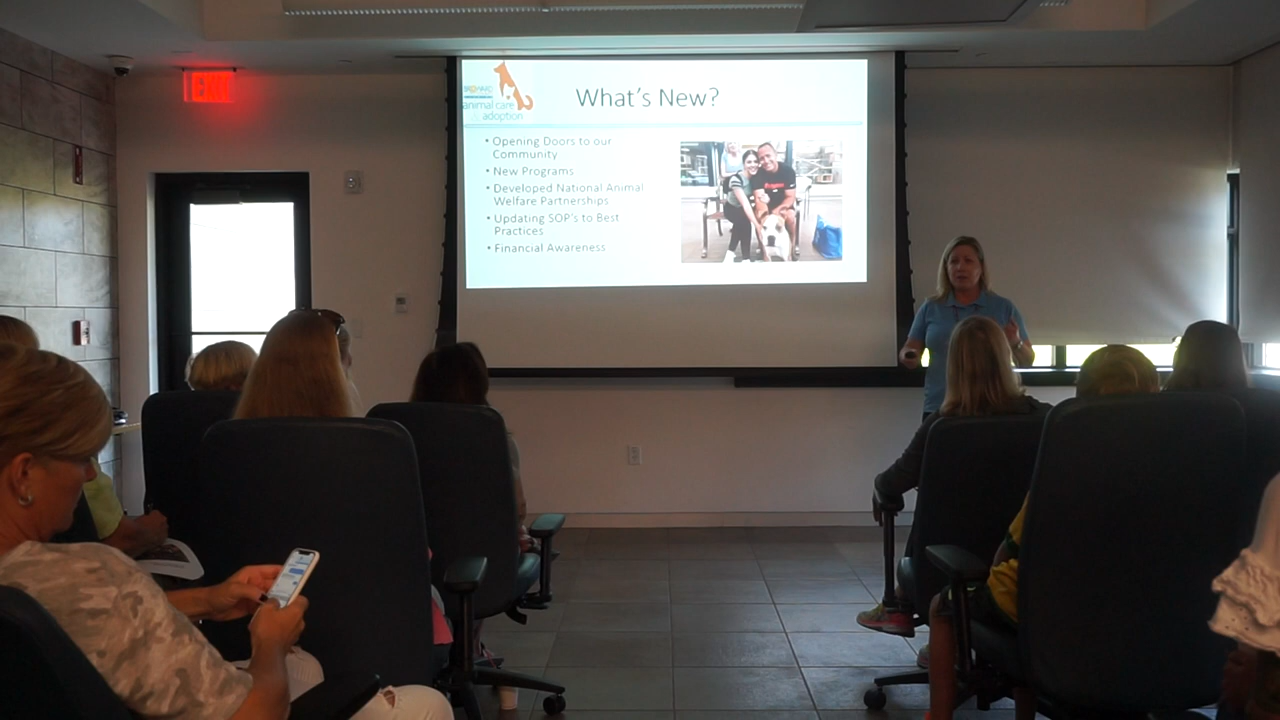 What's New?
animal care
& adoption
• Opening Doors to our
Community
• New Programs
• Developed National Animal
Welfare Partnerships
• Updating SOP's to Best
Practices
• Financial Awareness